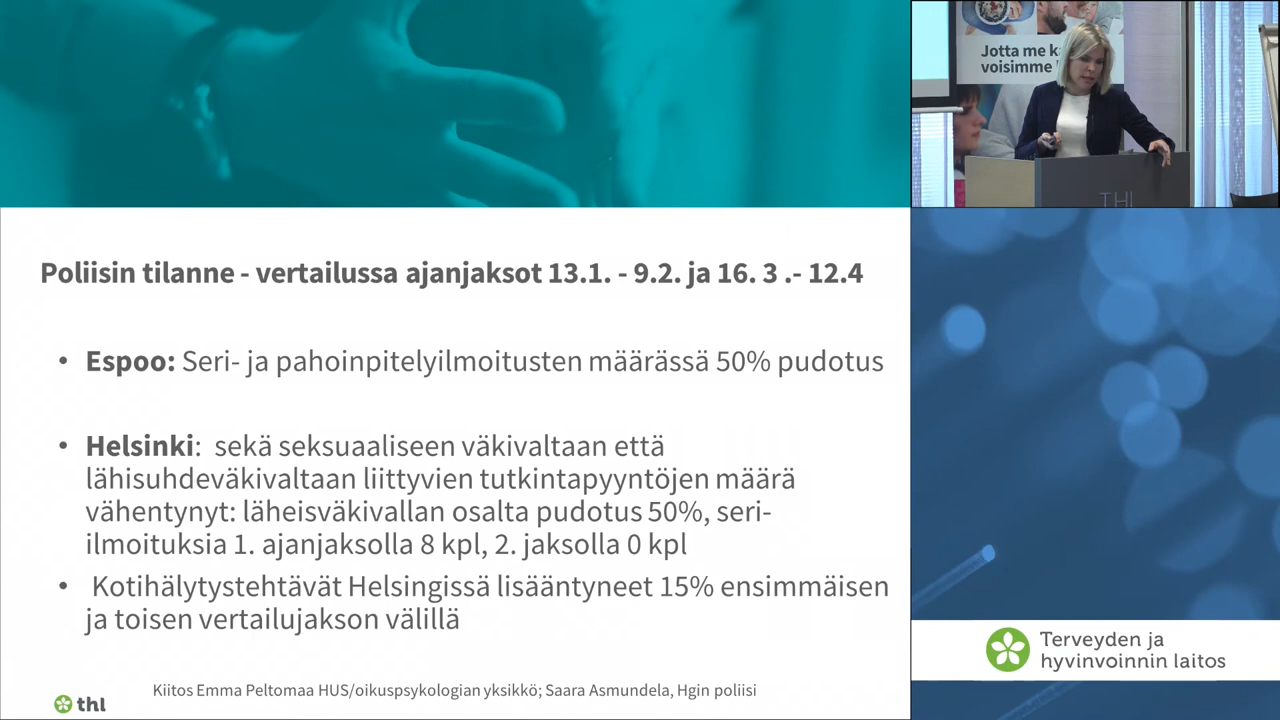 Jotta me
voisimme
THL
Poliisin tilanne - vertailussa ajanjaksot 13.1. - 9.2. ja 16. 3 .- 12.4
• Espoo: Seri- ja pahoinpitelyilmoitusten määrässä 50% pudotus
• Helsinki:  sekä seksuaaliseen väkivaltaan että
lähisuhdeväkivaltaan liittyvien tutkintapyyntöjen määrä
vähentynyt: läheisväkivallan osalta pudotus 50%, seri-
ilmoituksia 1. ajanjaksolla 8 kpl, 2. jaksolla 0 kpl
• Kotihälytystehtävät Helsingissä lisääntyneet 15% ensimmäisen
ja toisen vertailujakson välillä
Kiitos Emma Peltomaa HUS/oikuspsykologian yksikkö; Saara Asmundela, Hgin poliisi
thl
Terveyden ja
hyvinvoinnin laitos